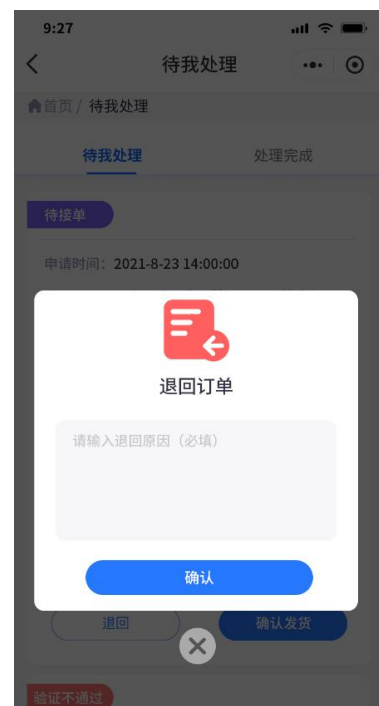 9:27
待我处理
首页 / 待我处理
待我处理 处理完成
待接单
申请时间：2021-8-23 14:00:00
退回订单
请输入退回原因（必填）
确认
退回 确认发货
验证不通过